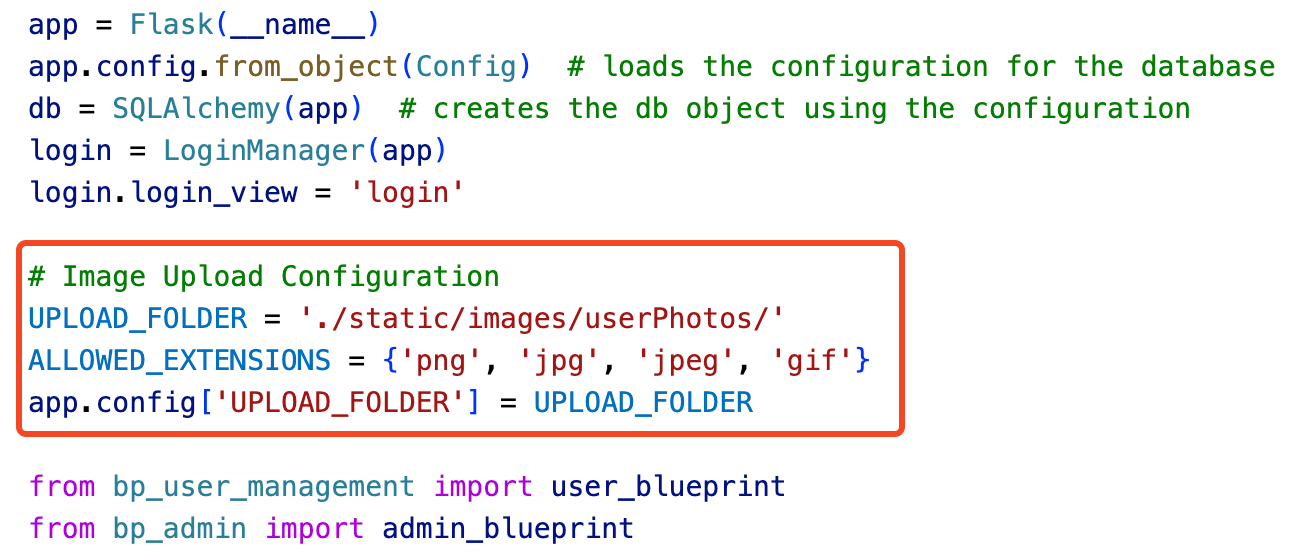 app = Flask(__name__)
app.config.from_object(Config)  # loads the configuration for the database
db = SQLAlchemy(app)  # creates the db object using the configuration
login = LoginManager(app)
login.login_view = 'login'
# Image Upload Configuration
UPLOAD_FOLDER = './static/images/userPhotos/'
ALLOWED_EXTENSIONS = {'png', 'jpg', 'jpeg', 'gif'}
app.config['UPLOAD_FOLDER'] = UPLOAD_FOLDER
from bp_user_management import user_blueprint
from bp_admin import admin_blueprint